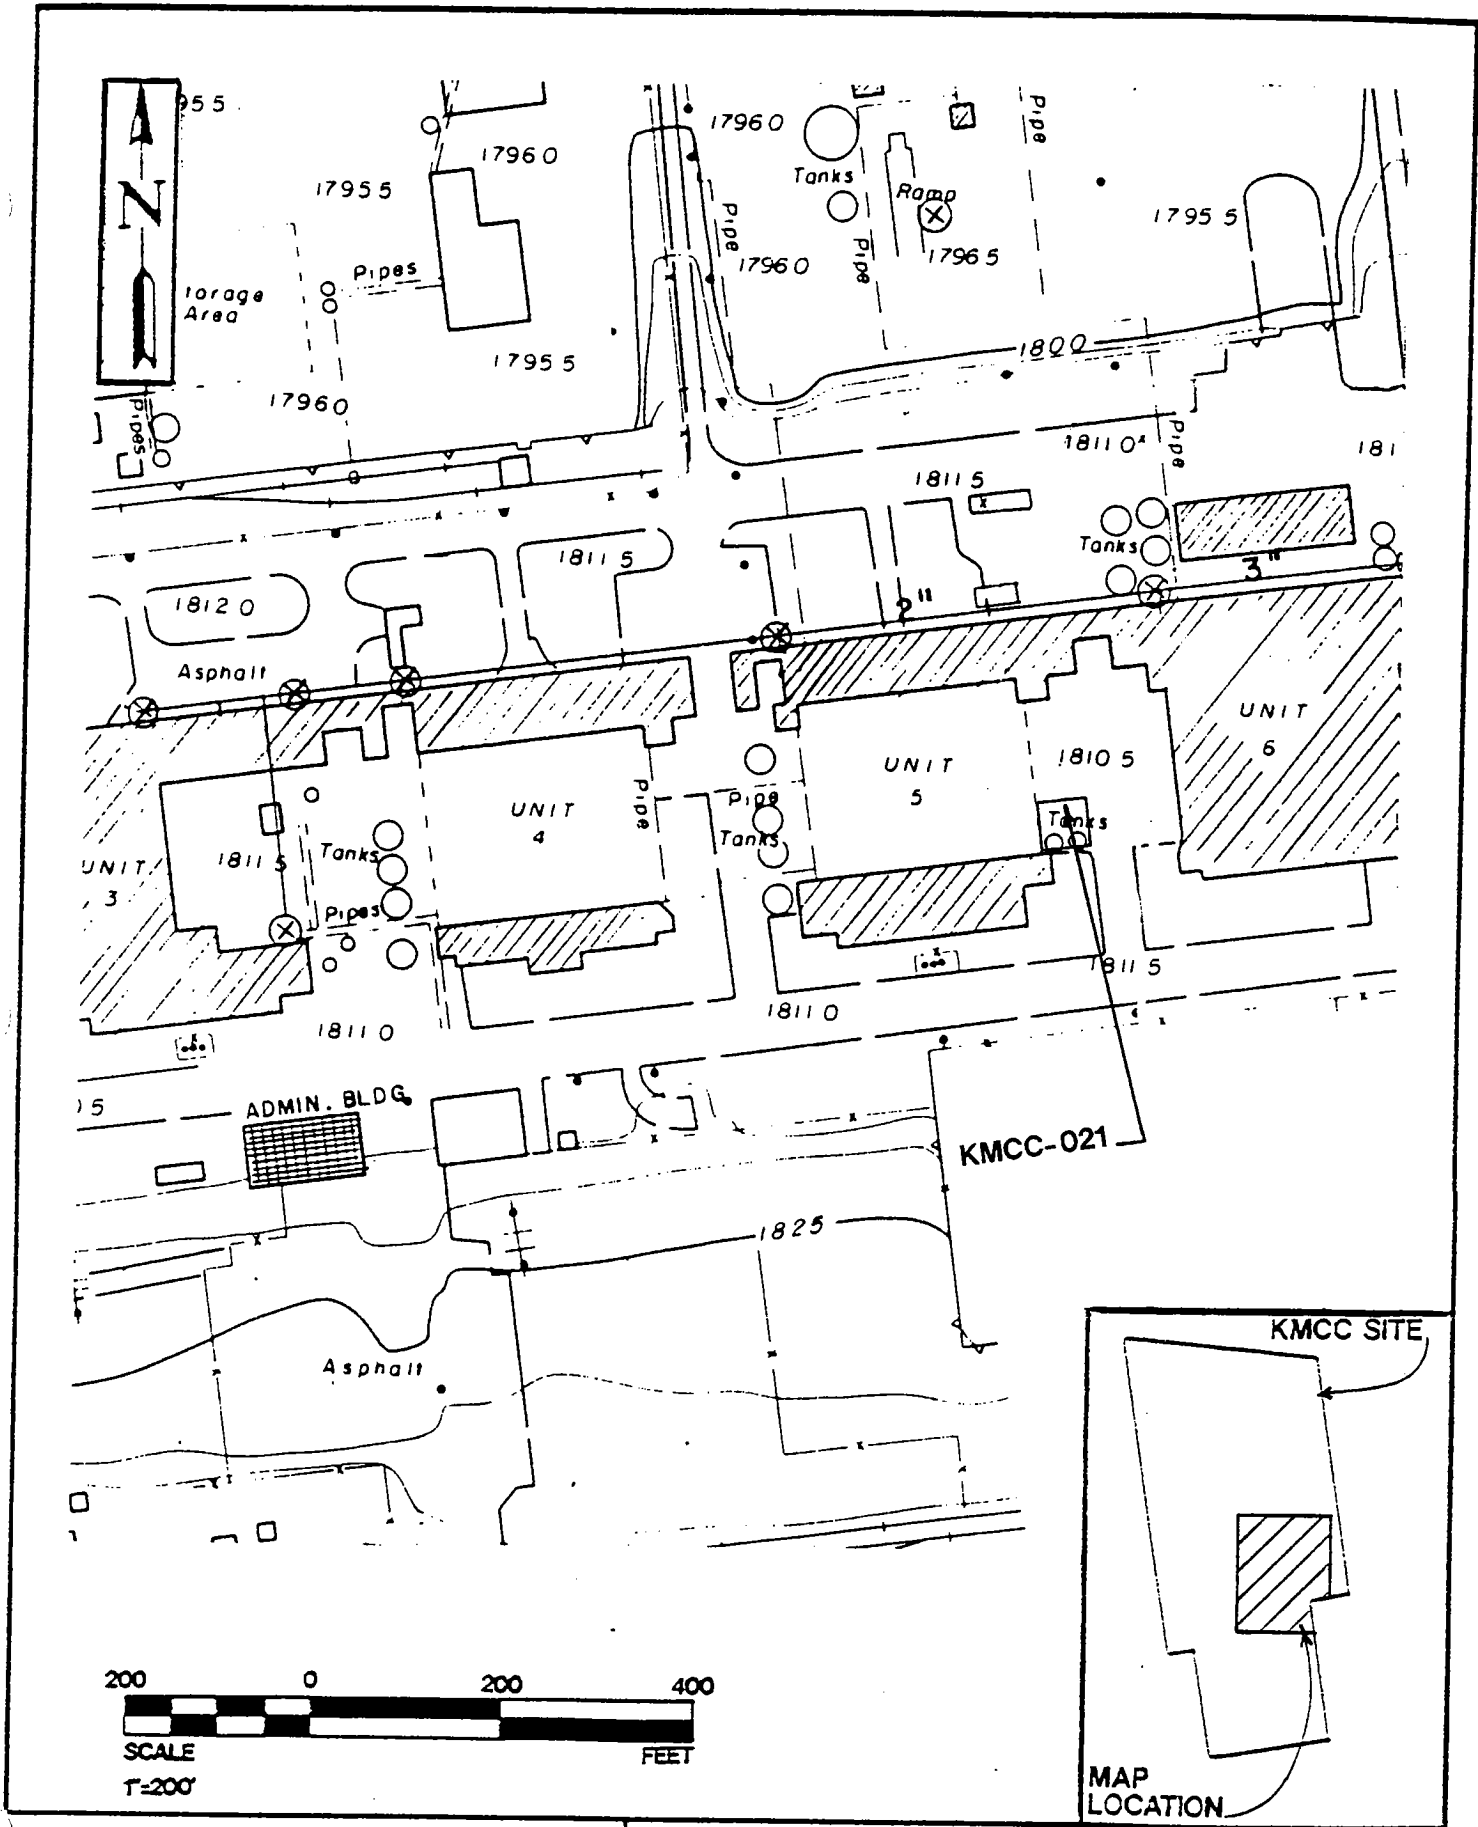 955
17960
17960
Pipe
N
17955
Tanks
Ramp
17955
Pipe
Pipe
17960
17965
Pipes
torage
Area
17955
1800
17960
Pipes
Pipe
18110x
181
18115
18115
Tanks
3"
18120
2"
Asphalt
UNIT
6
UNIT
5
18105
UNIT
4
Pipe
Pipe
Tanks
Tanks
Tanks
18115
UNIT
3
Pipes
18115
18110
18110
05
ADMIN. BLDG.
KMCC-021
1825
Asphalt
KMCC SITE
200 0 200 400
SCALE FEET
1"=200'
MAP
LOCATION